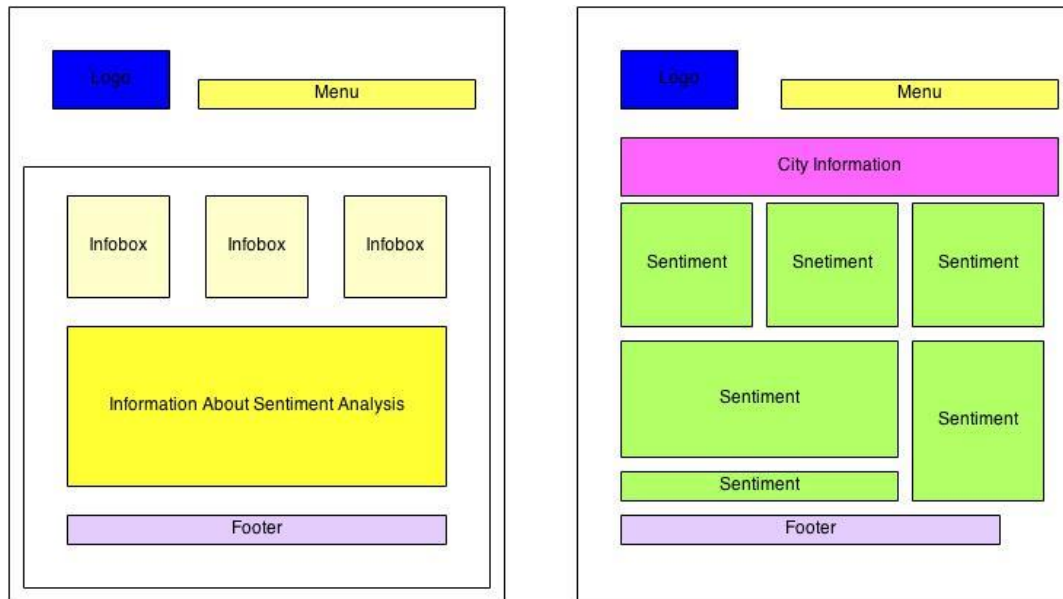 Logo
Menu
Infobox
Infobox
Infobox
Information About Sentiment Analysis
Footer
Logo
Menu
City Information
Sentiment
Snetiment
Sentiment
Sentiment
Sentiment
Sentiment
Footer